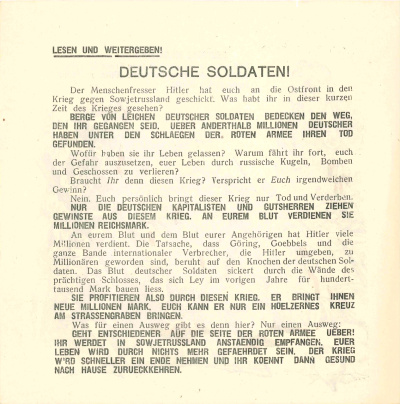 LESEN UND WEITERGEBEN!
DEUTSCHE SOLDATEN!
Der Menschenfresser Hitler hat euch an die Ostfront in den
Krieg gegen Sowjetrussland geschickt. Was habt ihr in dieser kurzen
Zeit des Krieges gesehen?
BERGE VON LEICHEN DEUTSCHER SOLDATEN BEDECKEN DEN WEG,
DEN IHR GEGANGEN SEID. UEBER ANDERTHALB MILLIONEN DEUTSCHER
HABEN UNTER DEN SCHLAEGEN DER ROTEN ARMEE IHREN TOD
GEFUNDEN.
Wofür haben sie ihr Leben gelassen? Warum fährt ihr fort, euch
der Gefahr auszusetzen, euer Leben durch russische Kugeln, Bomben
und Geschossen zu verlieren?
Braucht Ihr denn diesen Krieg? Verspricht er Euch irgendwelchen
Gewinn?
Nein. Euch persönlich bringt dieser Krieg nur Tod und Verderben.
NUR DIE DEUTSCHEN KAPITALISTEN UND GUTSHERREN ZIEHEN
GEWINSTE AUS DIESEM KRIEG. AN EUREM BLUT VERDIENEN SIE
MILLIONEN REICHSMARK.
An eurem Blut und dem Blut eurer Angehörigen hat Hitler viele
Millionen verdient. Die Tatsache, dass Göring, Goebbels und die
ganze Bande internationaler Verbrecher, die Hitler umgeben, zu
Millionären geworden sind, beruht auf den Knochen der deutschen Sol-
daten. Das Blut deutscher Soldaten sickert durch die Wände des
prächtigen Schlosses, das sich Ley im vorigen Jahre für hundert-
tausend Mark bauen liess.
SIE PROFITIEREN ALSO DURCH DIESEN KRIEG. ER BRINGT IHNEN
NEUE MILLIONEN MARK. EUCH KANN ER NUR EIN HOELZERNES KREUZ
AM STRASSENGRABEN BRINGEN.
Was für einen Ausweg gibt es denn hier? Nur einen Ausweg:
GEHT ENTSCHIEDENER AUF DIE SEITE DER ROTEN ARMEE UEBER!
IHR WERDET IN SOWJETRUSSLAND ANSTAENDIG EMPFANGEN. EUER
LEBEN WIRD DURCH NICHTS MEHR GEFAEHRDET SEIN. DER KRIEG
WIRD SCHNELLER EIN ENDE NEHMEN UND IHR KOENNT DANN GESUND
NACH HAUSE ZURUECKKEHREN.